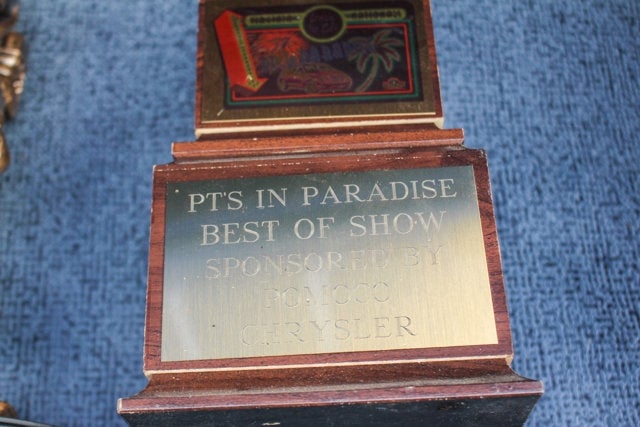 PT'S IN PARADISE
BEST OF SHOW
SPONSORED BY
POMOCO
CHRYSLER